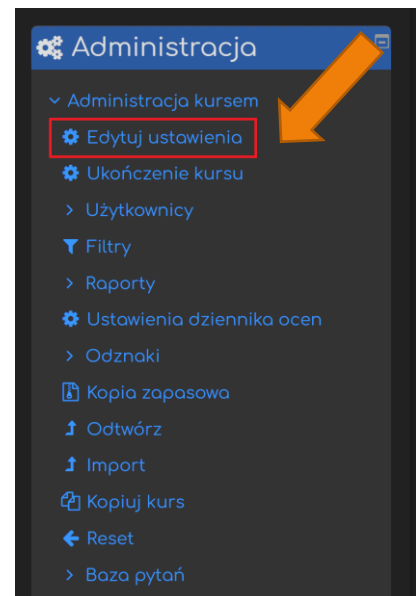 Administracja
Administracja kursem
Edytuj ustawienia
Ukończenie kursu
Użytkownicy
Filtry
Raporty
Ustawienia dziennika ocen
Odznaki
Kopia zapasowa
Odtwórz
Import
Kopiuj kurs
Reset
Baza pytań